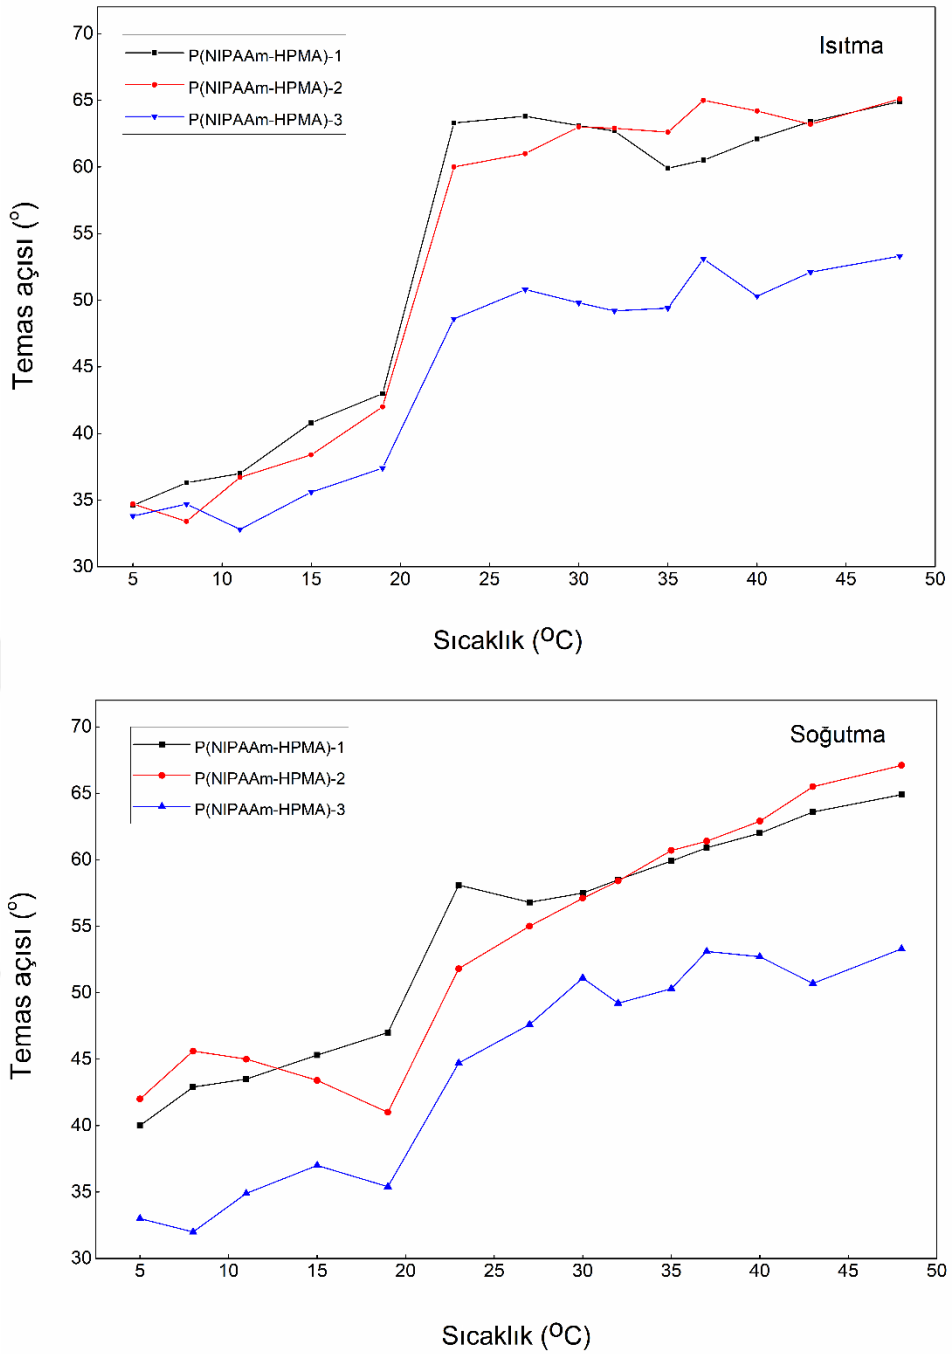 Isıtma
P(NIPAAm-HPMA)-1
P(NIPAAm-HPMA)-2
P(NIPAAm-HPMA)-3
Temas açısı (°)
70
65
60
55
50
45
40
35
30
5 10 15 20 25 30 35 40 45 50
Sıcaklık (°C)
Soğutma
P(NIPAAm-HPMA)-1
P(NIPAAm-HPMA)-2
P(NIPAAm-HPMA)-3
Temas açısı (°)
70
65
60
55
50
45
40
35
30
5 10 15 20 25 30 35 40 45 50
Sıcaklık (°C)